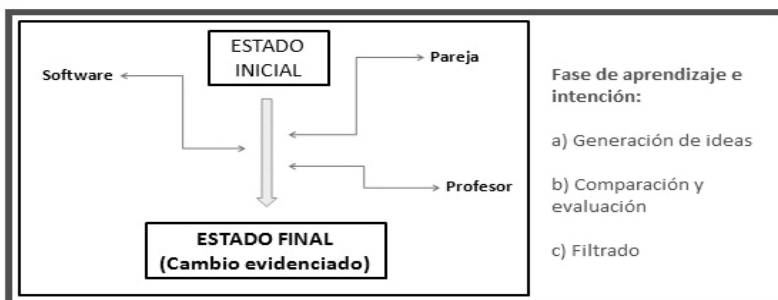 ESTADO
INICIAL
Software
Pareja
Profesor
ESTADO FINAL
(Cambio evidenciado)
Fase de aprendizaje e
intención:
a) Generación de ideas
b) Comparación y
evaluación
c) Filtrado